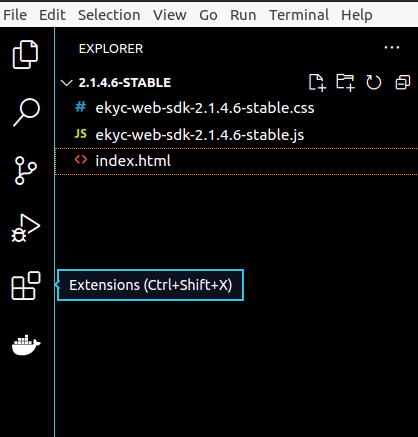 File Edit Selection View Go Run Terminal Help
EXPLORER
2.1.4.6-STABLE
# ekyc-web-sdk-2.1.4.6-stable.css
JS ekyc-web-sdk-2.1.4.6-stable.js
<> index.html
Extensions (Ctrl+Shift+X)